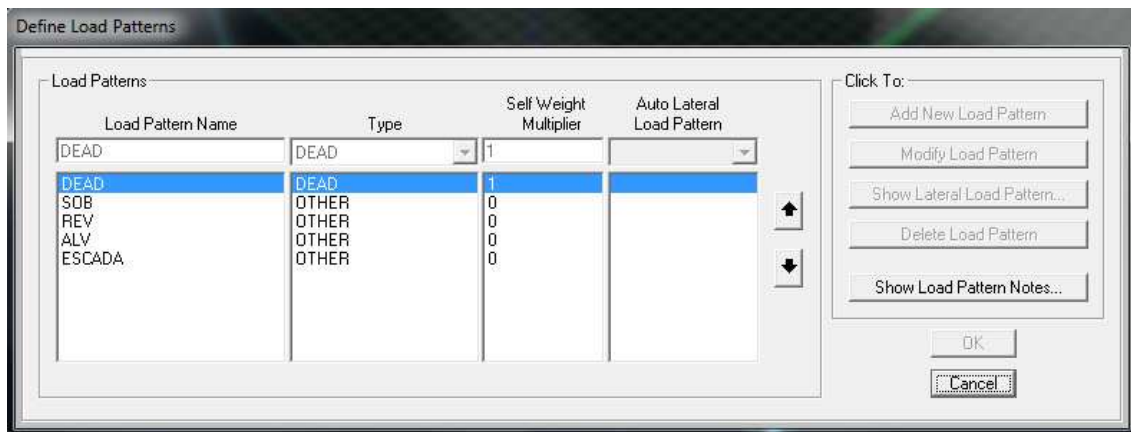 Define Load Patterns
Load Patterns
Load Pattern Name Type Self Weight Multiplier Auto Lateral Load Pattern
DEAD DEAD 1
DEAD DEAD 1
SOB OTHER 0
REV OTHER 0
ALV OTHER 0
ESCADA OTHER 0
Click To:
Add New Load Pattern
Modify Load Pattern
Show Lateral Load Pattern...
Delete Load Pattern
Show Load Pattern Notes...
OK
Cancel